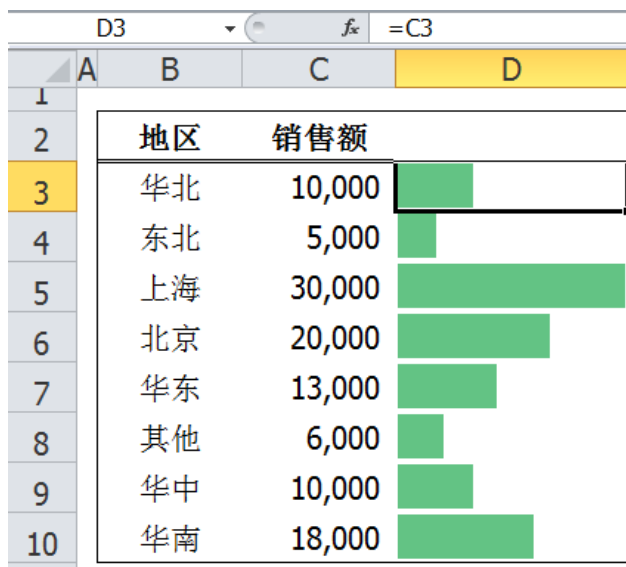 D3 fx =C3
A B C D
1
2 地区 销售额
3 华北 10,000
4 东北 5,000
5 上海 30,000
6 北京 20,000
7 华东 13,000
8 其他 6,000
9 华中 10,000
10 华南 18,000